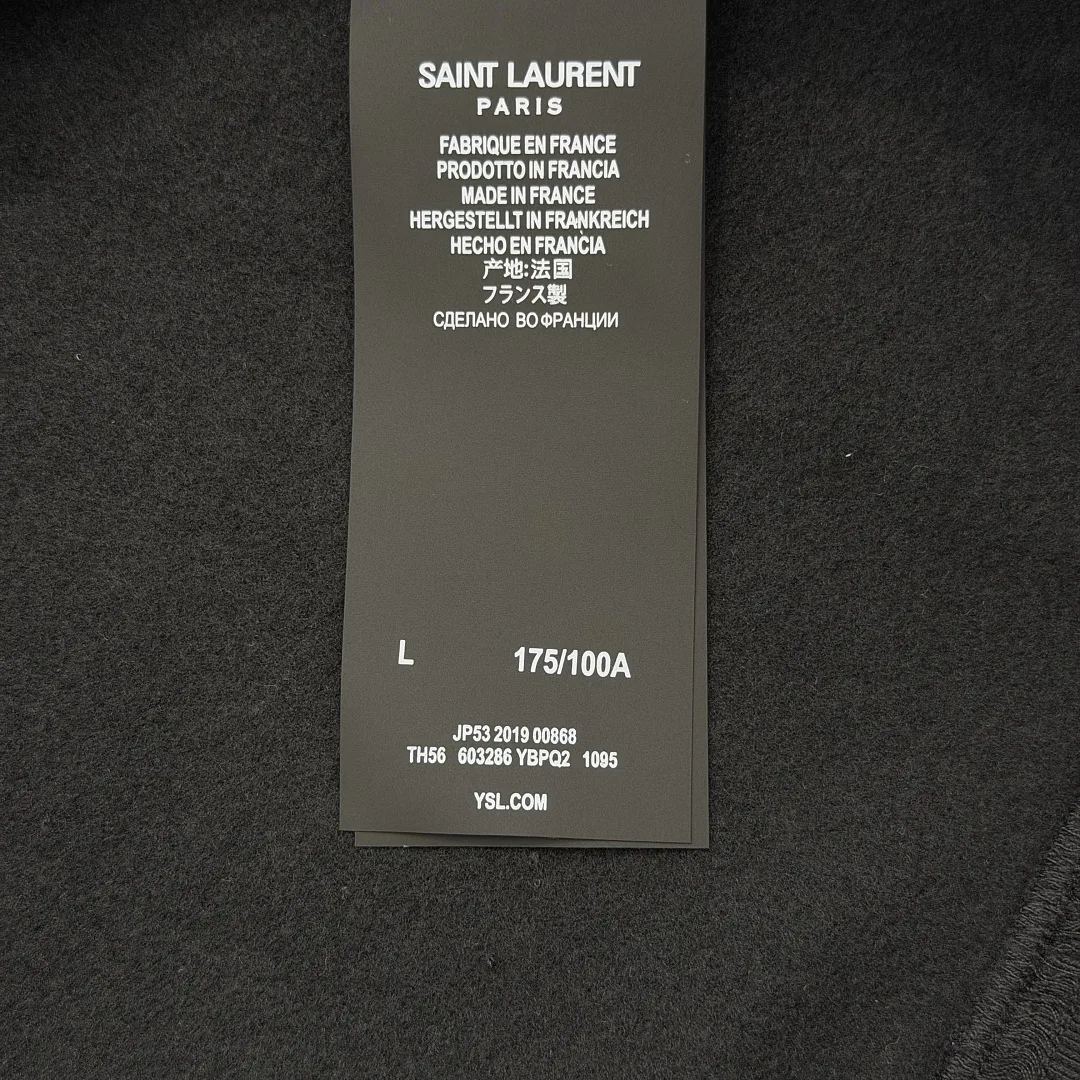 SAINT LAURENT
PARIS
FABRIQUE EN FRANCE
PRODOTTO IN FRANCIA
MADE IN FRANCE
HERGESTELLT IN FRANKREICH
HECHO EN FRANCIA
产地:法国
フランス製
СДЕЛАНО ВО ФРАНЦИИ
L 175/100A
JP53 2019 00868
TH56 603286 YBPQ2 1095
YSL.COM